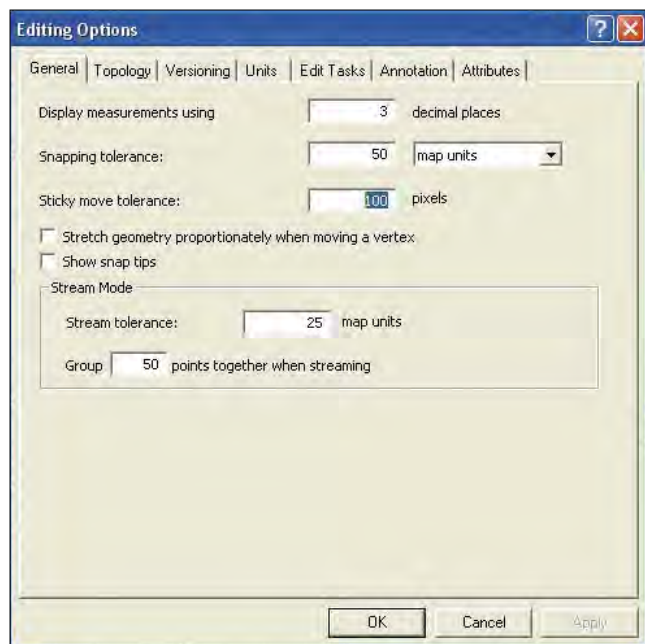 Editing Options
General Topology Versioning Units Edit Tasks Annotation Attributes
Display measurements using 3 decimal places
Snapping tolerance: 50 map units
Sticky move tolerance: 100 pixels
Stretch geometry proportionately when moving a vertex
Show snap tips
Stream Mode
Stream tolerance: 25 map units
Group 50 points together when streaming
OK Cancel Apply